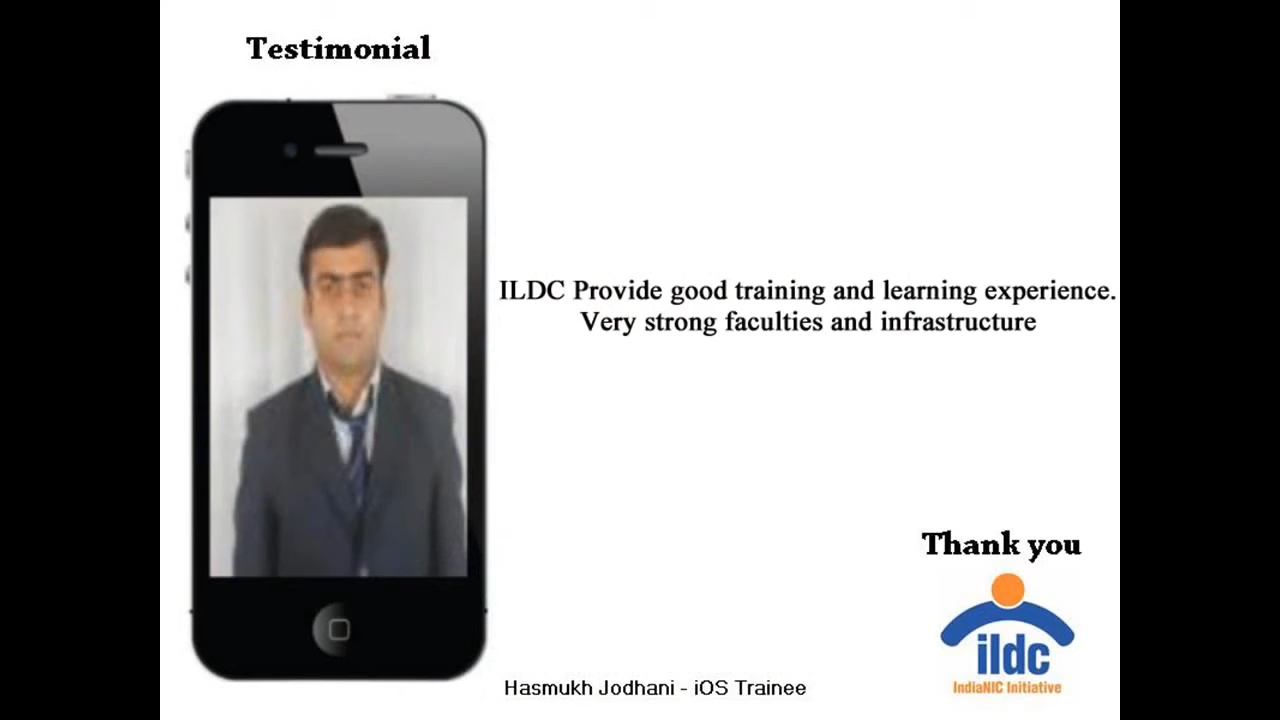 Testimonial
ILDC Provide good training and learning experience.
Very strong faculties and infrastructure
Thank you
ildc
IndiaNIC Initiative
Hasmukh Jodhani - iOS Trainee